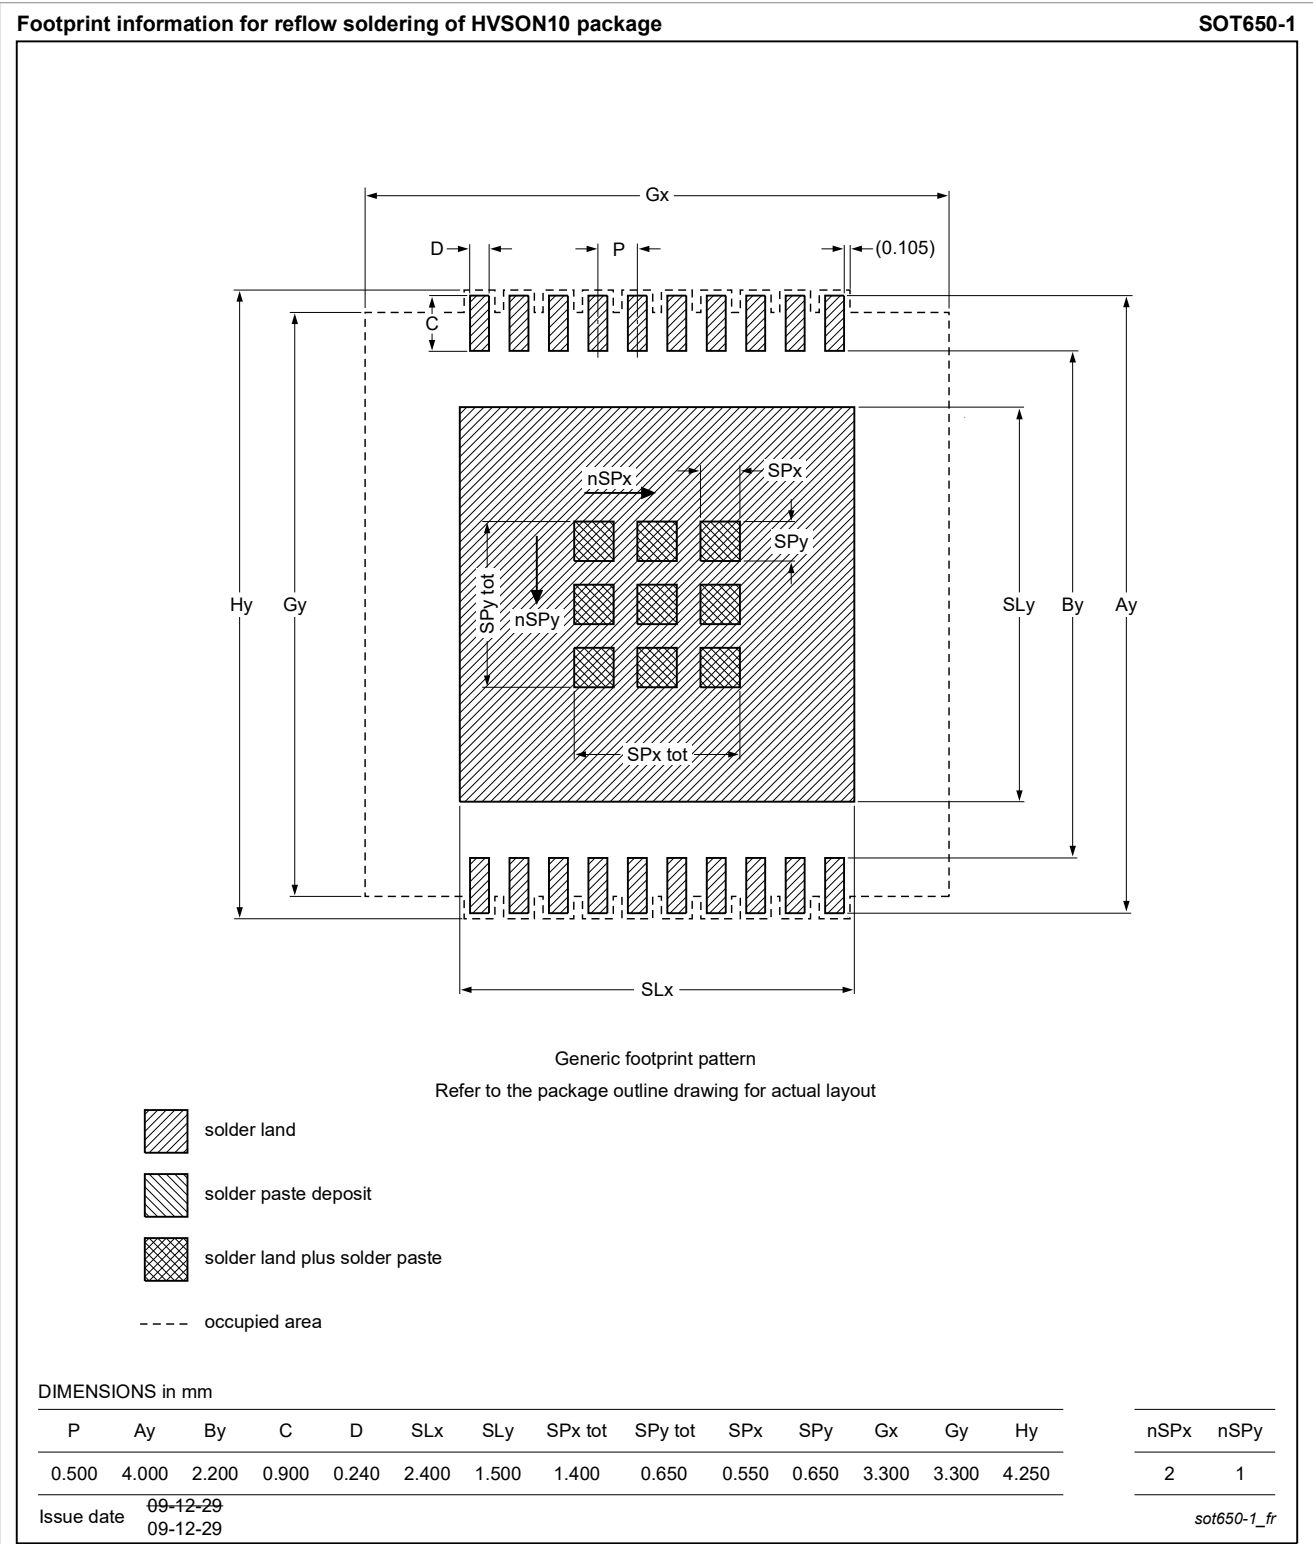 Footprint information for reflow soldering of HVSON10 package SOT650-1
Gx
D P (0.105)
C
nSPx SPx
SPy
SPy tot
nSPy
Hy Gy SLy By Ay
SPx tot
SLx
Generic footprint pattern
Refer to the package outline drawing for actual layout
solder land
solder paste deposit
solder land plus solder paste
occupied area
DIMENSIONS in mm
P Ay By C D SLx SLy SPx tot SPy tot SPx SPy Gx Gy Hy nSPx nSPy
0.500 4.000 2.200 0.900 0.240 2.400 1.500 1.400 0.650 0.550 0.650 3.300 3.300 4.250 2 1
09-12-29
Issue date
09-12-29
sot650-1_fr